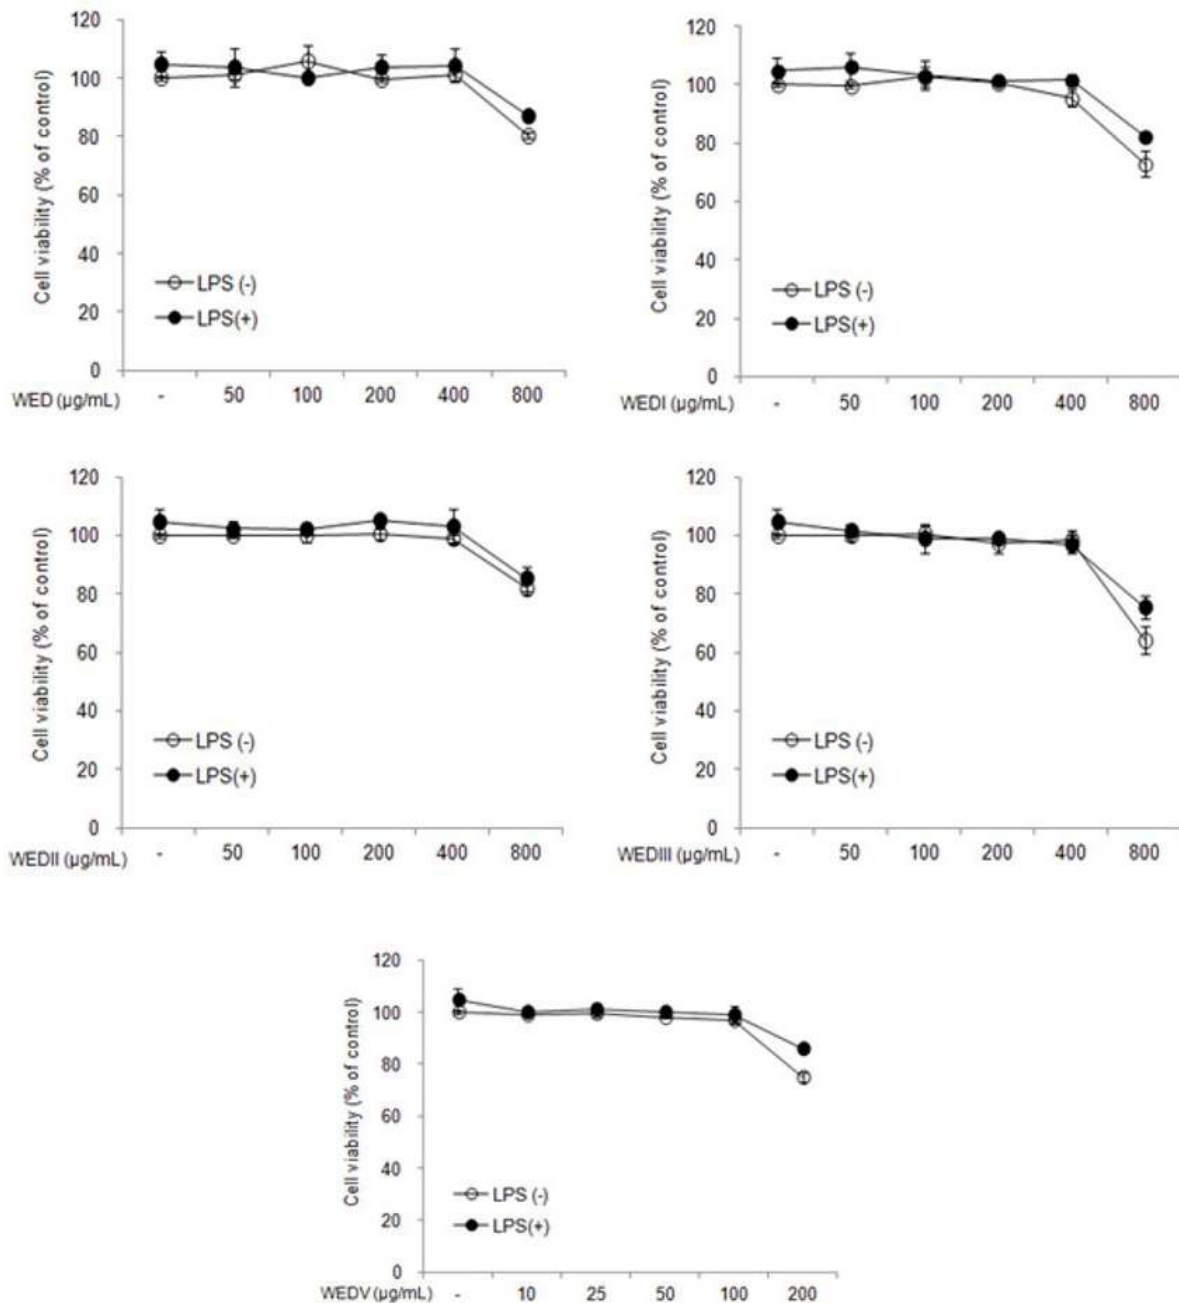 120
100
80
60
40
20
0
Cell viability (% of control)
LPS (-)
LPS(+)
WED (µg/mL) - 50 100 200 400 800
120
100
80
60
40
20
0
Cell viability (% of control)
LPS (-)
LPS(+)
WEDI (µg/mL) - 50 100 200 400 800
120
100
80
60
40
20
0
Cell viability (% of control)
LPS (-)
LPS(+)
WEDII (µg/mL) - 50 100 200 400 800
120
100
80
60
40
20
0
Cell viability (% of control)
LPS (-)
LPS(+)
WEDIII (µg/mL) - 50 100 200 400 800
120
100
80
60
40
20
0
Cell viability (% of control)
LPS (-)
LPS(+)
WEDV (µg/mL) - 10 25 50 100 200